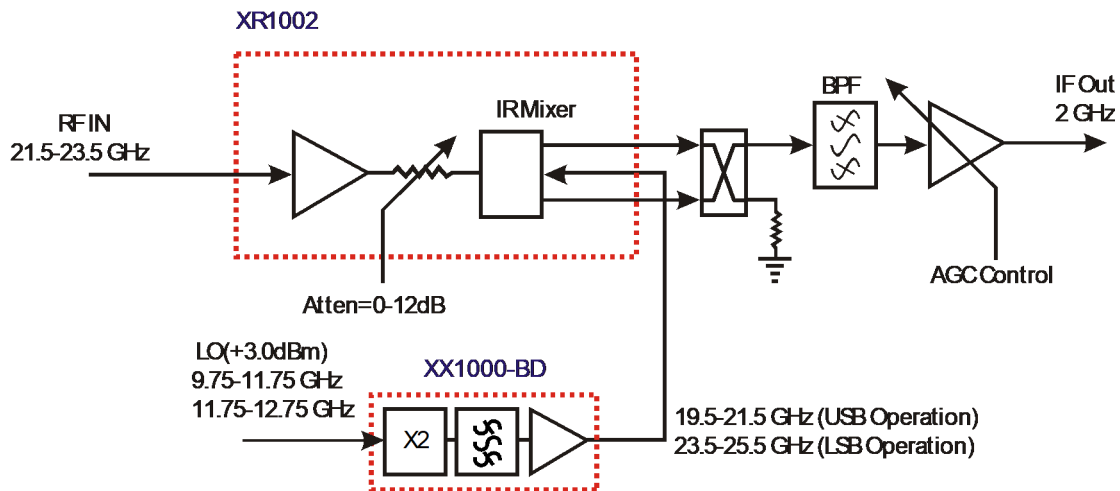 XR1002
RF IN
21.5-23.5 GHz
IR Mixer
BPF
IF Out
2 GHz
Atten=0-12dB
AGC Control
LO(+3.0dBm)
9.75-11.75 GHz
11.75-12.75 GHz
XX1000-BD
X2
19.5-21.5 GHz (USB Operation)
23.5-25.5 GHz (LSB Operation)